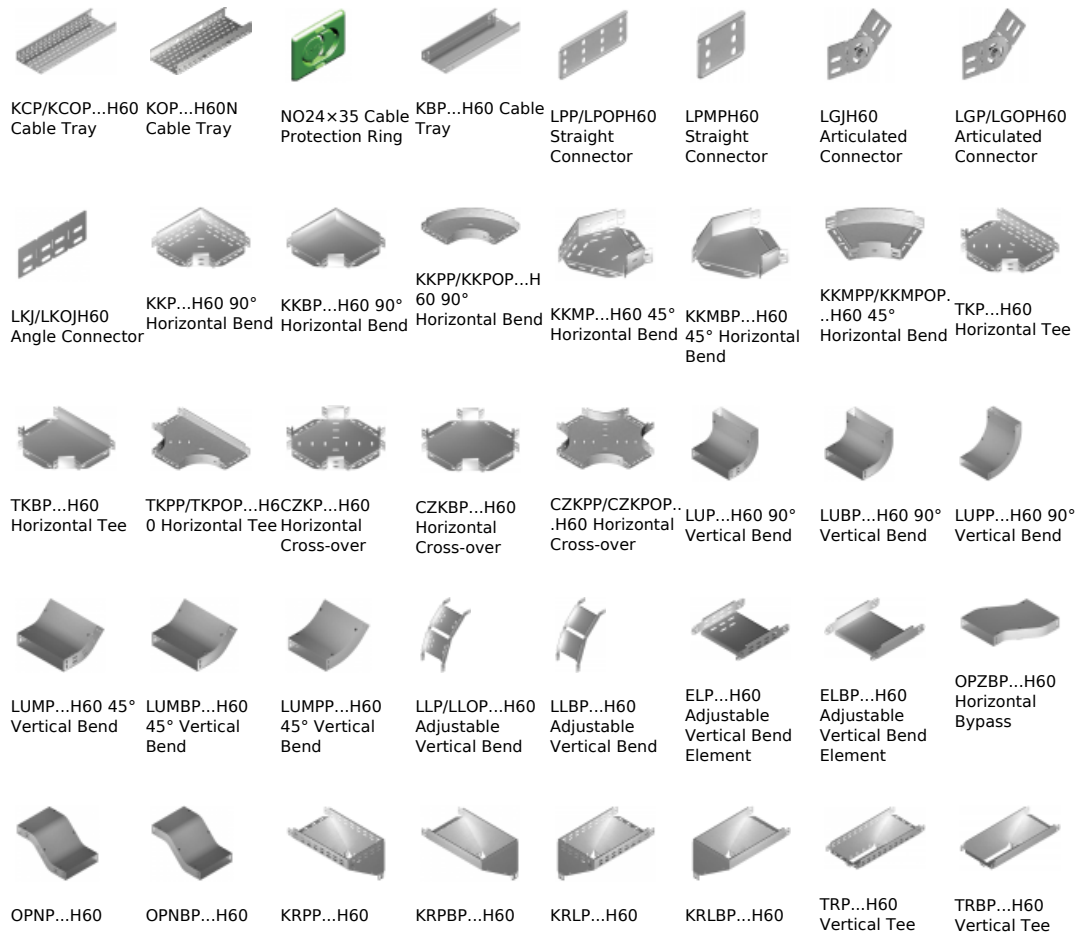 KCP/KCOP...H60
Cable Tray
KOP...H60N
Cable Tray
NO24×35 Cable
Protection Ring
KBP...H60 Cable
Tray
LPP/LPOPH60
Straight
Connector
LPMPH60
Straight
Connector
LGJH60
Articulated
Connector
LGP/LGOPH60
Articulated
Connector
LKJ/LKOJH60
Angle Connector
KKP...H60 90°
Horizontal Bend
KKBP...H60 90°
Horizontal Bend
KKPP/KKPOP...H
60 90°
Horizontal Bend
KKMP...H60 45°
Horizontal Bend
KKMBP...H60
45° Horizontal
Bend
KKMPP/KKMPOP.
..H60 45°
Horizontal Bend
TKP...H60
Horizontal Tee
TKBP...H60
Horizontal Tee
TKPP/TKPOP...H6
0 Horizontal Tee
CZKP...H60
Horizontal
Cross-over
CZKBP...H60
Horizontal
Cross-over
CZKPP/CZKPOP..
.H60 Horizontal
Cross-over
LUP...H60 90°
Vertical Bend
LUBP...H60 90°
Vertical Bend
LUPP...H60 90°
Vertical Bend
LUMP...H60 45°
Vertical Bend
LUMBP...H60
45° Vertical
Bend
LUMPP...H60
45° Vertical
Bend
LLP/LLOP...H60
Adjustable
Vertical Bend
LLBP...H60
Adjustable
Vertical Bend
ELP...H60
Adjustable
Vertical Bend
Element
ELBP...H60
Adjustable
Vertical Bend
Element
OPZBP...H60
Horizontal
Bypass
OPNP...H60
OPNBP...H60
KRPP...H60
KRPBP...H60
KRLP...H60
KRLBP...H60
TRP...H60
Vertical Tee
TRBP...H60
Vertical Tee